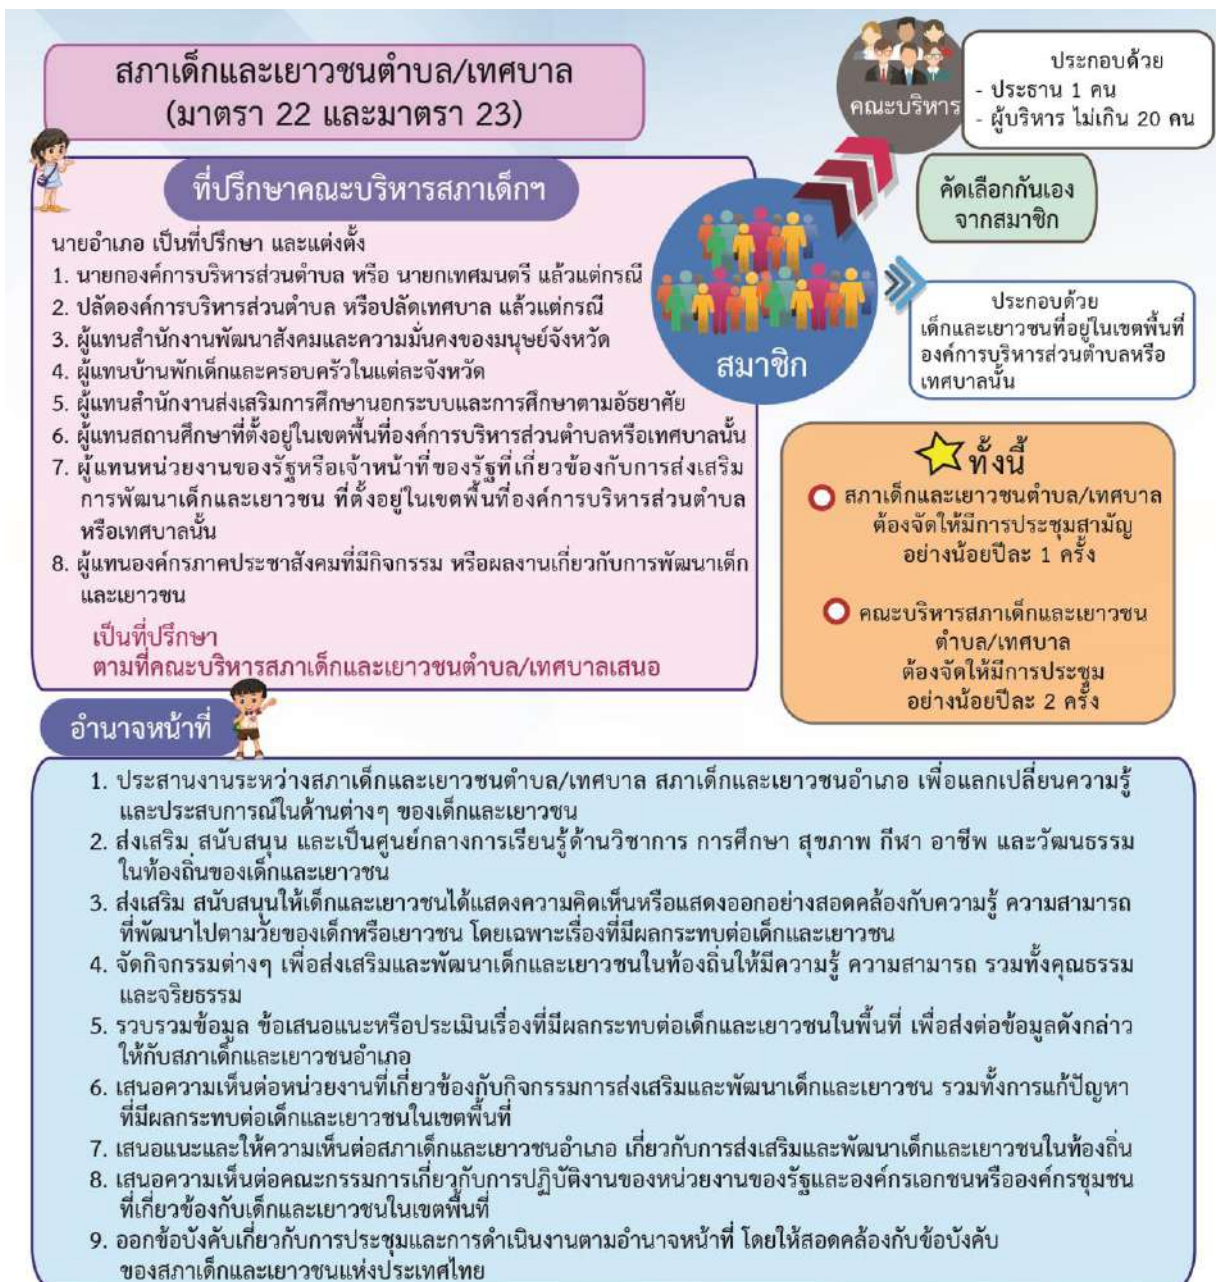 สภาเด็กและเยาวชนตำบล/เทศบาล
(มาตรา 22 และมาตรา 23)
คณะบริหาร
ประกอบด้วย
- ประธาน 1 คน
- ผู้บริหาร ไม่เกิน 20 คน
คัดเลือกกันเอง
จากสมาชิก
สมาชิก
ประกอบด้วย
เด็กและเยาวชนที่อยู่ในเขตพื้นที่
องค์การบริหารส่วนตำบลหรือ
เทศบาลนั้น
ที่ปรึกษาคณะบริหารสภาเด็กฯ
นายอำเภอ เป็นที่ปรึกษา และแต่งตั้ง
1. นายกองค์การบริหารส่วนตำบล หรือ นายกเทศมนตรี แล้วแต่กรณี
2. ปลัดองค์การบริหารส่วนตำบล หรือปลัดเทศบาล แล้วแต่กรณี
3. ผู้แทนสำนักงานพัฒนาสังคมและความมั่นคงของมนุษย์จังหวัด
4. ผู้แทนบ้านพักเด็กและครอบครัวในแต่ละจังหวัด
5. ผู้แทนสำนักงานส่งเสริมการศึกษานอกระบบและการศึกษาตามอัธยาศัย
6. ผู้แทนสถานศึกษาที่ตั้งอยู่ในเขตพื้นที่องค์การบริหารส่วนตำบลหรือเทศบาลนั้น
7. ผู้แทนหน่วยงานของรัฐหรือเจ้าหน้าที่ของรัฐที่เกี่ยวข้องกับการส่งเสริม
การพัฒนาเด็กและเยาวชน ที่ตั้งอยู่ในเขตพื้นที่องค์การบริหารส่วนตำบล
หรือเทศบาลนั้น
8. ผู้แทนองค์กรภาคประชาสังคมที่มีกิจกรรม หรือผลงานเกี่ยวกับการพัฒนาเด็ก
และเยาวชน
เป็นที่ปรึกษา
ตามที่คณะบริหารสภาเด็กและเยาวชนตำบล/เทศบาลเสนอ
ทั้งนี้
สภาเด็กและเยาวชนตำบล/เทศบาล
ต้องจัดให้มีการประชุมสามัญ
อย่างน้อยปีละ 1 ครั้ง
คณะบริหารสภาเด็กและเยาวชน
ตำบล/เทศบาล
ต้องจัดให้มีการประชุม
อย่างน้อยปีละ 2 ครั้ง
อำนาจหน้าที่
1. ประสานงานระหว่างสภาเด็กและเยาวชนตำบล/เทศบาล สภาเด็กและเยาวชนอำเภอ เพื่อแลกเปลี่ยนความรู้
และประสบการณ์ในด้านต่างๆ ของเด็กและเยาวชน
2. ส่งเสริม สนับสนุน และเป็นศูนย์กลางการเรียนรู้ด้านวิชาการ การศึกษา สุขภาพ กีฬา อาชีพ และวัฒนธรรม
ในท้องถิ่นของเด็กและเยาวชน
3. ส่งเสริม สนับสนุนให้เด็กและเยาวชนได้แสดงความคิดเห็นหรือแสดงออกอย่างสอดคล้องกับความรู้ ความสามารถ
ที่พัฒนาไปตามวัยของเด็กหรือเยาวชน โดยเฉพาะเรื่องที่มีผลกระทบต่อเด็กและเยาวชน
4. จัดกิจกรรมต่างๆ เพื่อส่งเสริมและพัฒนาเด็กและเยาวชนในท้องถิ่นให้มีความรู้ ความสามารถ รวมทั้งคุณธรรม
และจริยธรรม
5. รวบรวมข้อมูล ข้อเสนอแนะหรือประเมินเรื่องที่มีผลกระทบต่อเด็กและเยาวชนในพื้นที่ เพื่อส่งต่อข้อมูลดังกล่าว
ให้กับสภาเด็กและเยาวชนอำเภอ
6. เสนอความเห็นต่อหน่วยงานที่เกี่ยวข้องกับกิจกรรมการส่งเสริมและพัฒนาเด็กและเยาวชน รวมทั้งการแก้ปัญหา
ที่มีผลกระทบต่อเด็กและเยาวชนในเขตพื้นที่
7. เสนอแนะและให้ความเห็นต่อสภาเด็กและเยาวชนอำเภอ เกี่ยวกับการส่งเสริมและพัฒนาเด็กและเยาวชนในท้องถิ่น
8. เสนอความเห็นต่อคณะกรรมการเกี่ยวกับการปฏิบัติงานของหน่วยงานของรัฐและองค์กรเอกชนหรือองค์กรชุมชน
ที่เกี่ยวข้องกับเด็กและเยาวชนในเขตพื้นที่
9. ออกข้อบังคับเกี่ยวกับการประชุมและการดำเนินงานตามอำนาจหน้าที่ โดยให้สอดคล้องกับข้อบังคับ
ของสภาเด็กและเยาวชนแห่งประเทศไทย